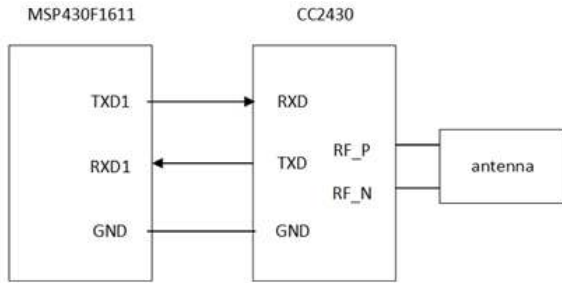 MSP430F1611
CC2430
TXD1
RXD
RXD1
TXD
RF_P
RF_N
antenna
GND
GND